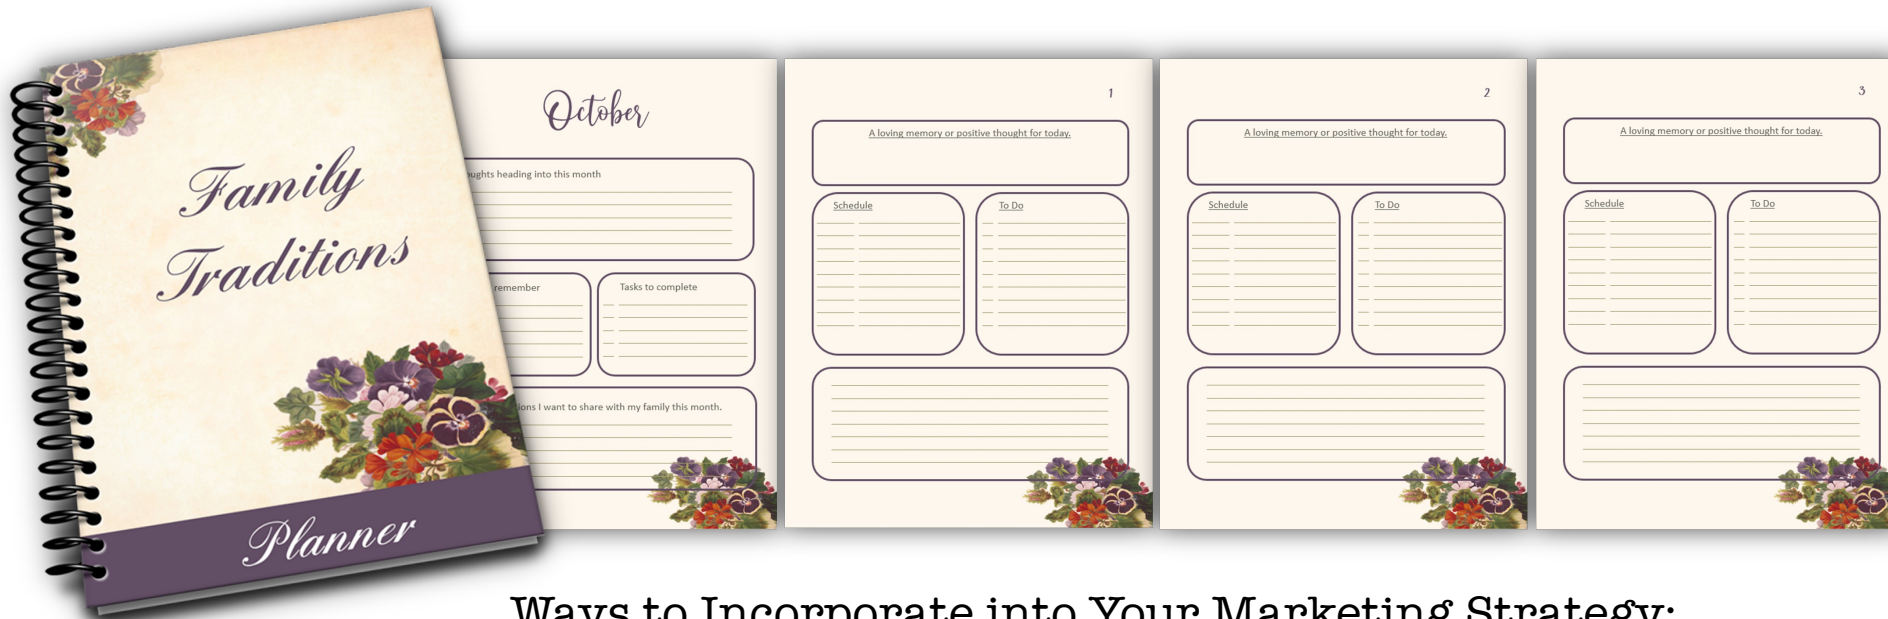 Family
Traditions
Planner
October
heading into this month
remember
Tasks to complete
I want to share with my family this month.
1
A loving memory or positive thought for today.
Schedule
To Do
2
A loving memory or positive thought for today.
Schedule
To Do
3
A loving memory or positive thought for today.
Schedule
To Do
Ways to Incorporate into Your Marketing Strategy: